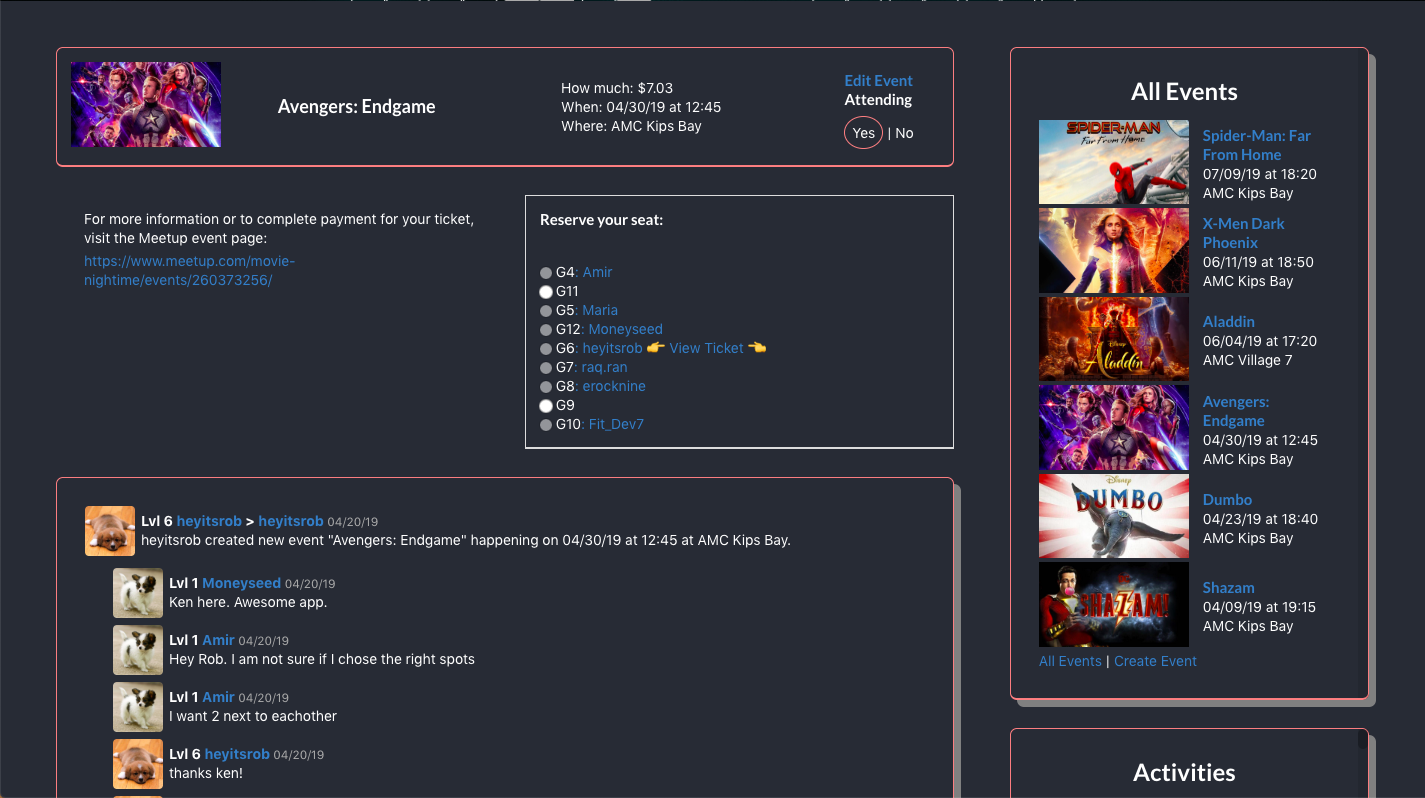 Avengers: Endgame
How much: $7.03
When: 04/30/19 at 12:45
Where: AMC Kips Bay
Edit Event
Attending
Yes | No
For more information or to complete payment for your ticket,
visit the Meetup event page:
https://www.meetup.com/movie-
nightime/events/260373256/
Reserve your seat:
G4: Amir
G11
G5: Maria
G12: Moneyseed
G6: heyitsrob 👉 View Ticket 👈
G7: raq.ran
G8: erocknine
G9
G10: Fit_Dev7
Lvl 6 heyitsrob > heyitsrob 04/20/19
heyitsrob created new event "Avengers: Endgame" happening on 04/30/19 at 12:45 at AMC Kips Bay.
Lvl 1 Moneyseed 04/20/19
Ken here. Awesome app.
Lvl 1 Amir 04/20/19
Hey Rob. I am not sure if I chose the right spots
Lvl 1 Amir 04/20/19
I want 2 next to eachother
Lvl 6 heyitsrob 04/20/19
thanks ken!
All Events
SPIDER-MAN
Far From Home
Spider-Man: Far
From Home
07/09/19 at 18:20
AMC Kips Bay
X-Men Dark
Phoenix
06/11/19 at 18:50
AMC Kips Bay
Disney
Aladdin
Aladdin
06/04/19 at 17:20
AMC Village 7
Avengers:
Endgame
04/30/19 at 12:45
AMC Kips Bay
Disney
DUMBO
Dumbo
04/23/19 at 18:40
AMC Kips Bay
SHAZAM!
Shazam
04/09/19 at 19:15
AMC Kips Bay
All Events | Create Event
Activities